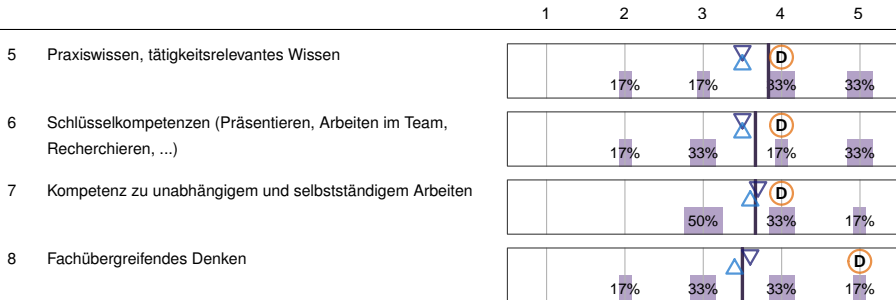 1 2 3 4 5
5 Praxiswissen, tätigkeitsrelevantes Wissen
D
17% 17% 33% 33%
6 Schlüsselkompetenzen (Präsentieren, Arbeiten im Team,
Recherchieren, ...)
D
17% 33% 17% 33%
7 Kompetenz zu unabhängigem und selbstständigem Arbeiten
D
50% 33% 17%
8 Fachübergreifendes Denken
D
17% 33% 33% 17%